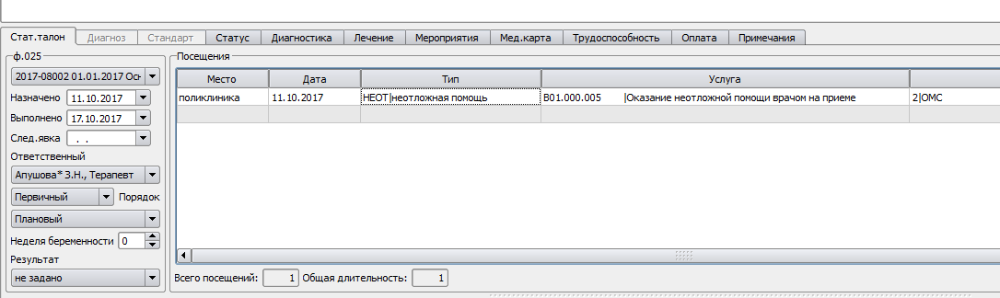 Стат.талон Диагноз Стандарт Статус Диагностика Лечение Мероприятия Мед.карта Трудоспособность Оплата Примечания
ф.025
2017-08002 01.01.2017 Осн
Назначено 11.10.2017
Выполнено 17.10.2017
След.явка . .
Ответственный
Апушова* З.Н., Терапевт
Первичный Порядок
Плановый
Неделя беременности 0
Результат
не задано
Посещения
Место Дата Тип Услуга
поликлиника 11.10.2017 НЕОТ|неотложная помощь B01.000.005 |Оказание неотложной помощи врачом на приеме 2|ОМС
Всего посещений: 1 Общая длительность: 1